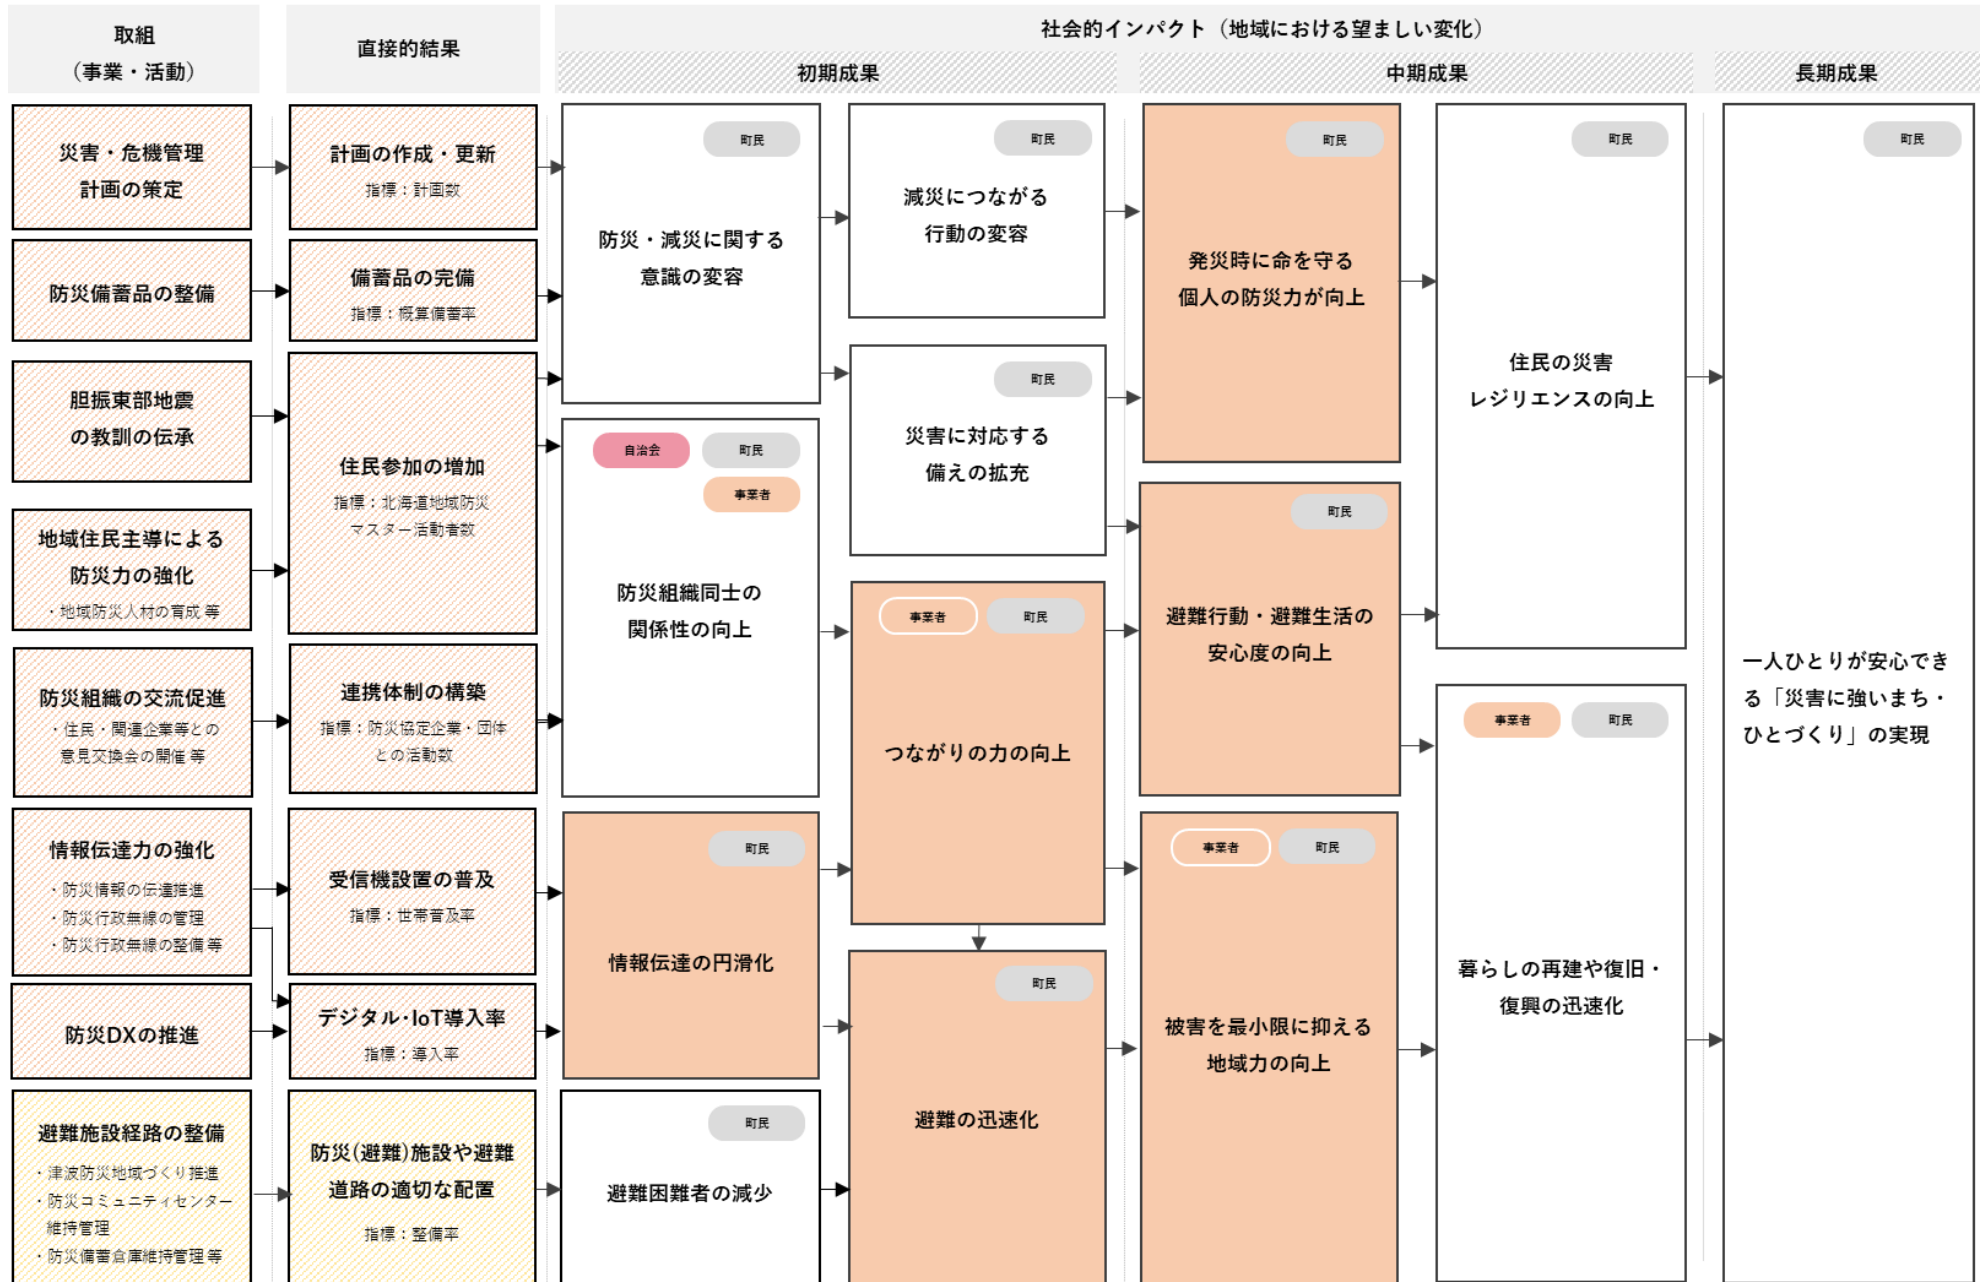 取組
（事業・活動）
直接的結果
社会的インパクト（地域における望ましい変化）
初期成果
中期成果
長期成果
災害・危機管理
計画の策定
防災備蓄品の整備
胆振東部地震
の教訓の伝承
地域住民主導による
防災力の強化
・地域防災人材の育成 等
防災組織の交流促進
・住民・関連企業等との
意見交換会の開催 等
情報伝達力の強化
・防災情報の伝達推進
・防災行政無線の管理
・防災行政無線の整備 等
防災DXの推進
避難施設経路の整備
・津波防災地域づくり推進
・防災コミュニティセンター
維持管理
・防災備蓄倉庫維持管理 等
計画の作成・更新
指標：計画数
備蓄品の完備
指標：概算備蓄率
住民参加の増加
指標：北海道地域防災
マスター活動者数
連携体制の構築
指標：防災協定企業・団体
との活動数
受信機設置の普及
指標：世帯普及率
デジタル・IoT導入率
指標：導入率
防災(避難)施設や避難
道路の適切な配置
指標：整備率
町民
防災・減災に関する
意識の変容
自治会
町民
事業者
防災組織同士の
関係性の向上
町民
情報伝達の円滑化
町民
避難困難者の減少
町民
減災につながる
行動の変容
町民
災害に対応する
備えの拡充
事業者
町民
つながりの力の向上
町民
避難の迅速化
町民
発災時に命を守る
個人の防災力が向上
町民
避難行動・避難生活の
安心度の向上
事業者
町民
被害を最小限に抑える
地域力の向上
町民
住民の災害
レジリエンスの向上
事業者
町民
暮らしの再建や復旧・
復興の迅速化
町民
一人ひとりが安心でき
る「災害に強いまち・
ひとづくり」の実現